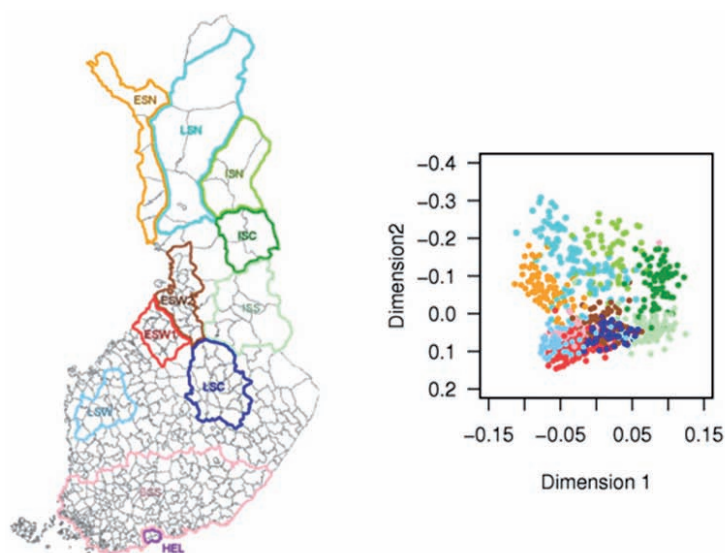 ESN
LSN
ISN
ISC
ESW2
ISS
ESW1
LSC
LSW
HEL
Dimension2
−0.4
−0.3
−0.2
−0.1
0.0
0.1
0.2
−0.15
−0.05
0.05
0.15
Dimension 1